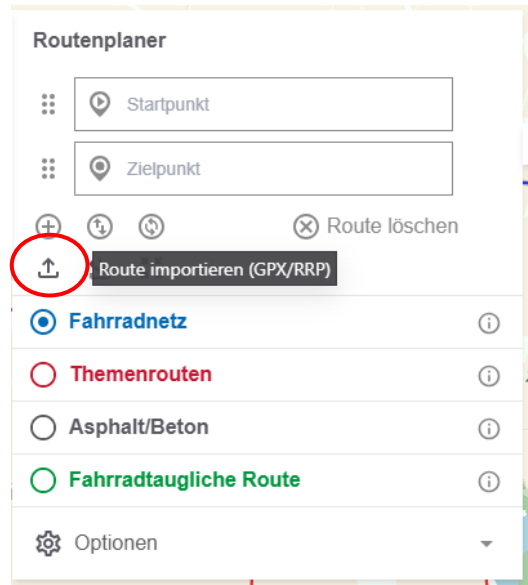 Routenplaner
Startpunkt
Zielpunkt
Route löschen
Route importieren (GPX/RRP)
Fahrradnetz
Themenrouten
Asphalt/Beton
Fahrradtaugliche Route
Optionen